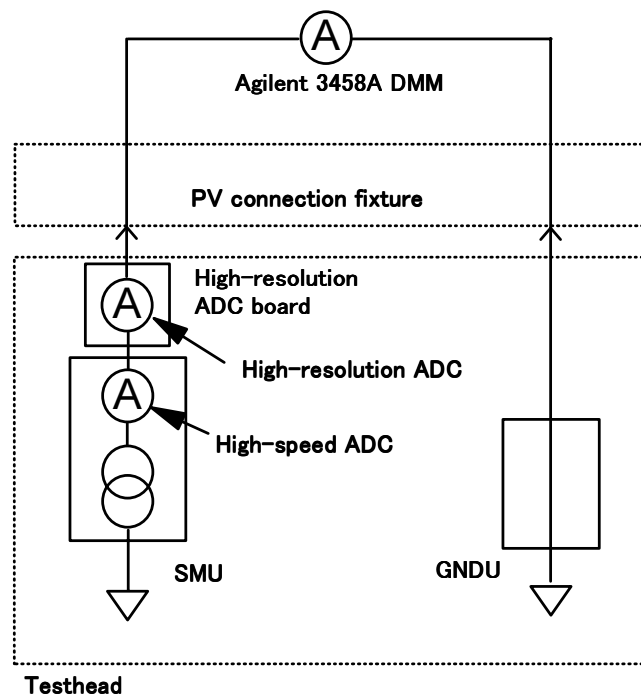 A
Agilent 3458A DMM
PV connection fixture
High-resolution
ADC board
A
High-resolution ADC
A
High-speed ADC
SMU
GNDU
Testhead